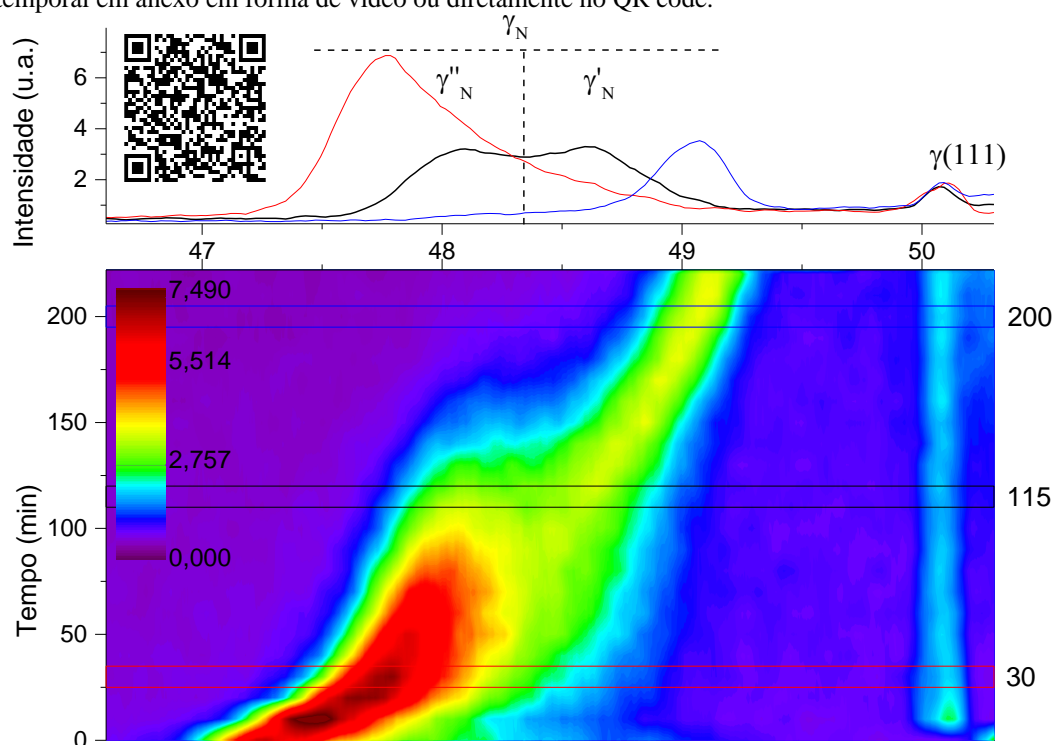 temporal em anexo em forma de vídeo ou diretamente no QR code.
γN
γ''N
γ'N
γ(111)
Intensidade (u.a.)
6
4
2
47
48
49
50
7,490
5,514
2,757
0,000
Tempo (min)
200
150
100
50
0
200
115
30